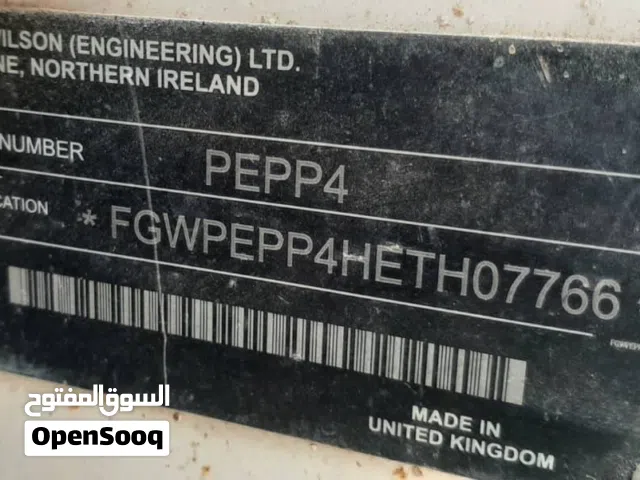 WILSON (ENGINEERING) LTD.
NE, NORTHERN IRELAND
NUMBER PEPP4
CATION * FGWPEPP4HETH07766
MADE IN
UNITED KINGDOM
السوق المفتوح
OpenSooq